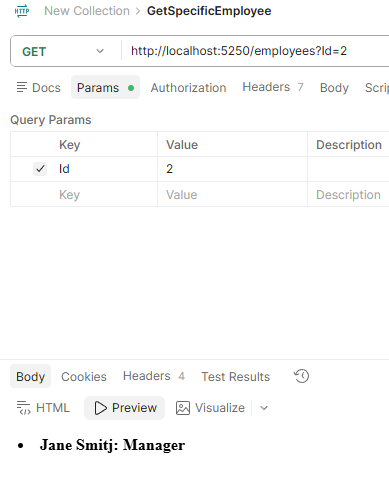 HTTP New Collection > GetSpecificEmployee
GET http://localhost:5250/employees?Id=2
Docs Params Authorization Headers 7 Body Scri
Query Params
Key Value Description
Id 2
Key Value Description
Body Cookies Headers 4 Test Results
HTML Preview Visualize
• Jane Smitj: Manager